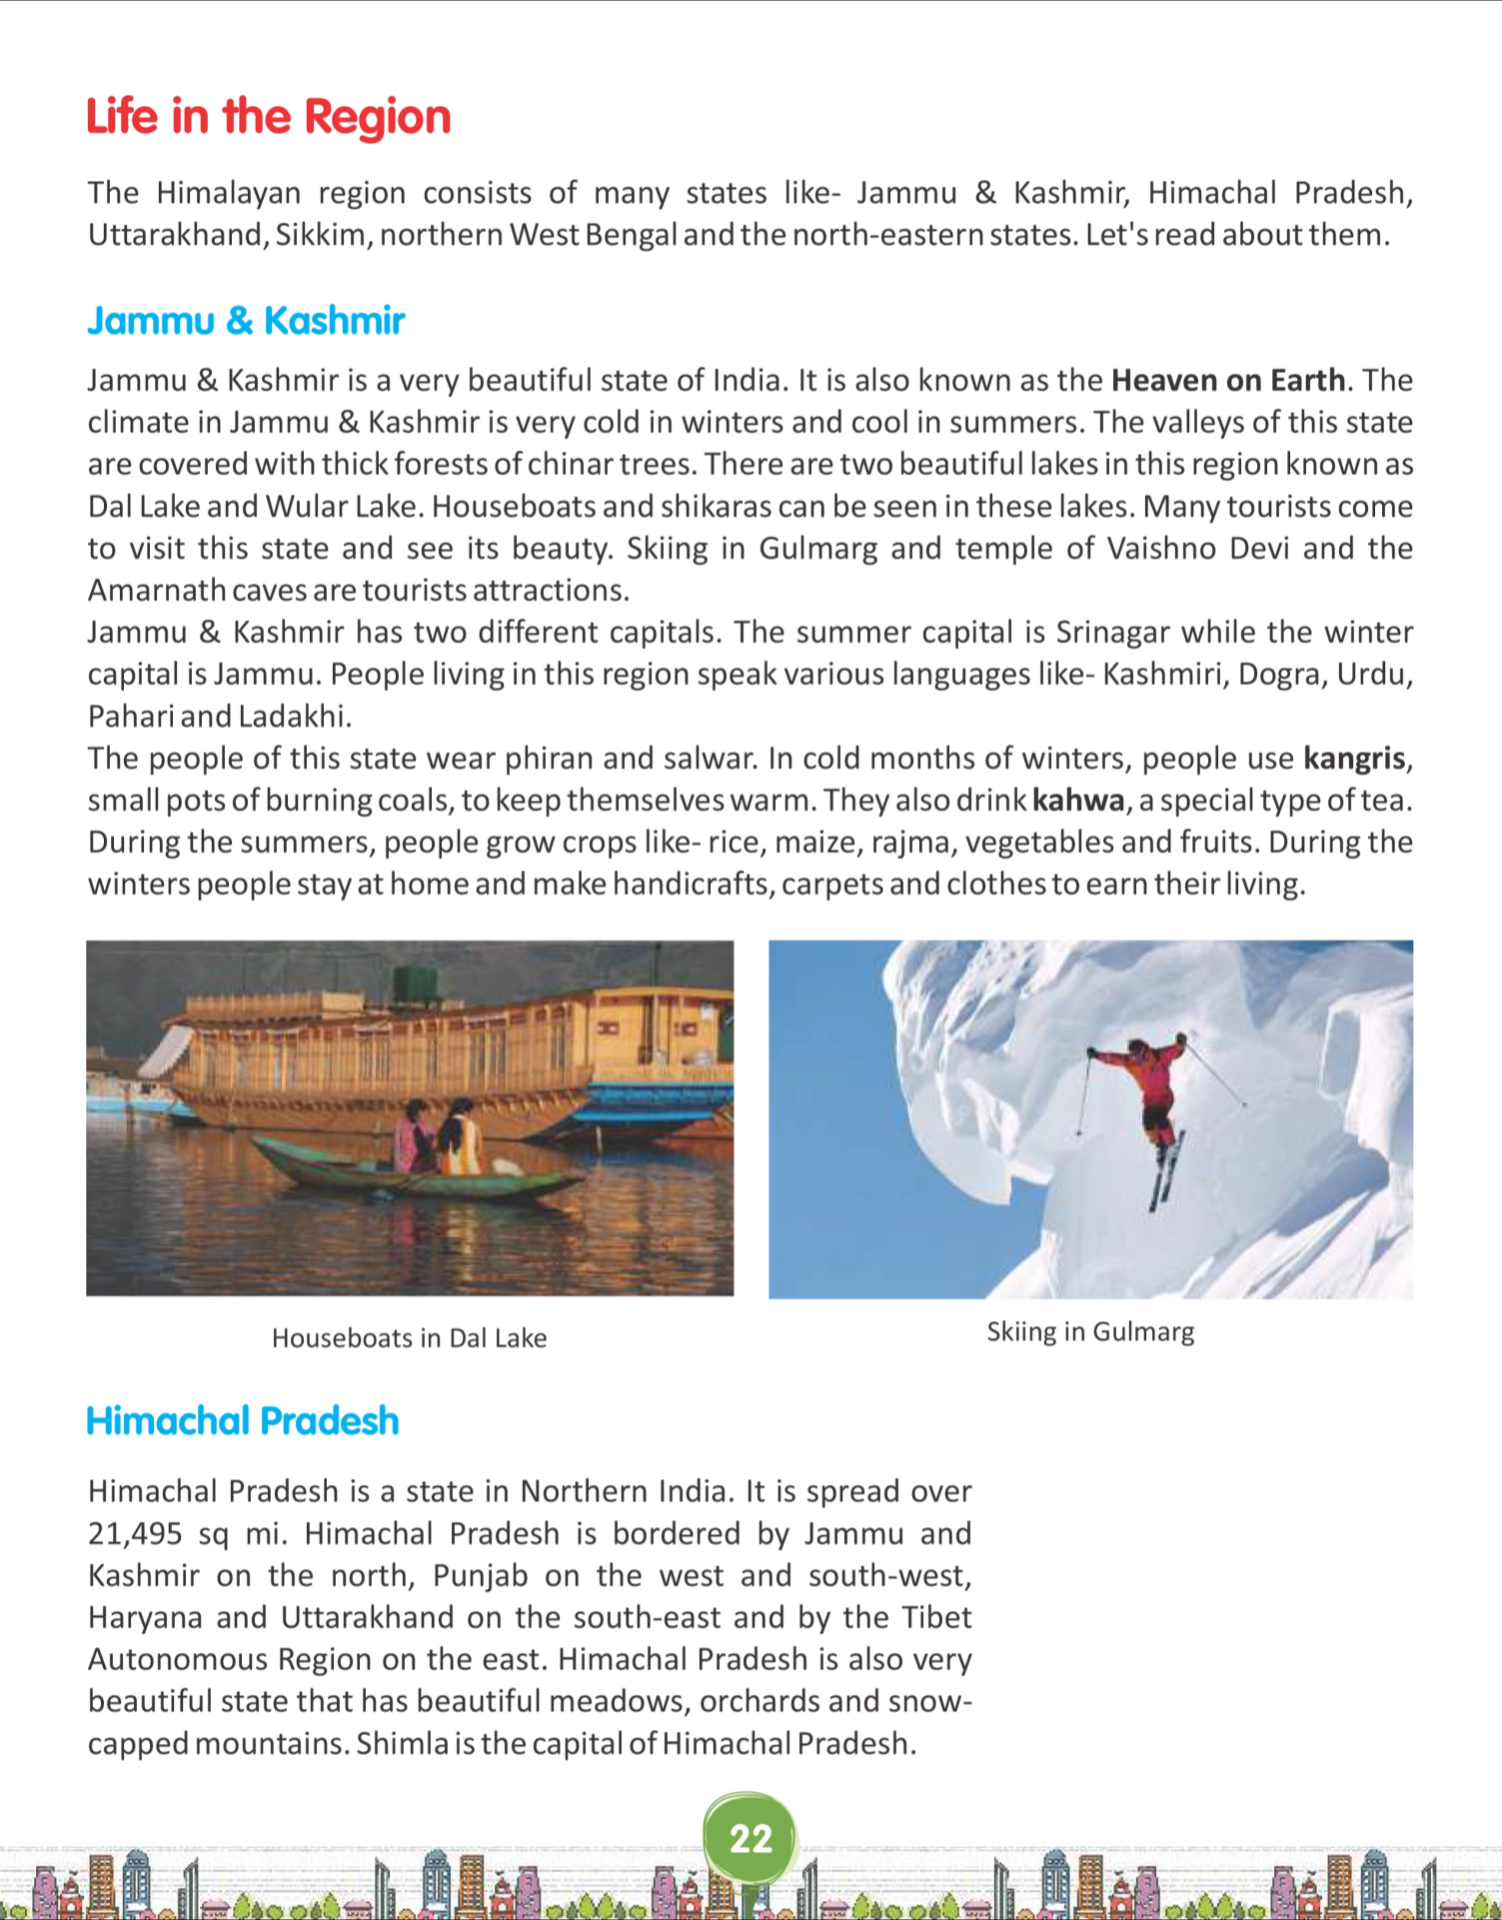 Life in the Region
The Himalayan region consists of many states like- Jammu & Kashmir, Himachal Pradesh,
Uttarakhand, Sikkim, northern West Bengal and the north-eastern states. Let's read about them.
Jammu & Kashmir
Jammu & Kashmir is a very beautiful state of India. It is also known as the Heaven on Earth. The
climate in Jammu & Kashmir is very cold in winters and cool in summers. The valleys of this state
are covered with thick forests of chinar trees. There are two beautiful lakes in this region known as
Dal Lake and Wular Lake. Houseboats and shikaras can be seen in these lakes. Many tourists come
to visit this state and see its beauty. Skiing in Gulmarg and temple of Vaishno Devi and the
Amarnath caves are tourists attractions.
Jammu & Kashmir has two different capitals. The summer capital is Srinagar while the winter
capital is Jammu. People living in this region speak various languages like- Kashmiri, Dogra, Urdu,
Pahari and Ladakhi.
The people of this state wear phiran and salwar. In cold months of winters, people use kangris,
small pots of burning coals, to keep themselves warm. They also drink kahwa, a special type of tea.
During the summers, people grow crops like- rice, maize, rajma, vegetables and fruits. During the
winters people stay at home and make handicrafts, carpets and clothes to earn their living.
Houseboats in Dal Lake
Skiing in Gulmarg
Himachal Pradesh
Himachal Pradesh is a state in Northern India. It is spread over
21,495 sq mi. Himachal Pradesh is bordered by Jammu and
Kashmir on the north, Punjab on the west and south-west,
Haryana and Uttarakhand on the south-east and by the Tibet
Autonomous Region on the east. Himachal Pradesh is also very
beautiful state that has beautiful meadows, orchards and snow-
capped mountains. Shimla is the capital of Himachal Pradesh.
22